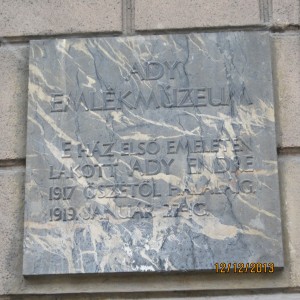 ADY
EMLÉKMÚZEUM
E HÁZ ELSŐ EMELETÉN
LAKOTT ADY ENDRE
1917 ŐSZÉTŐL HALÁLÁIG,
1919. JANUÁR 27-IG.
12/12/2013